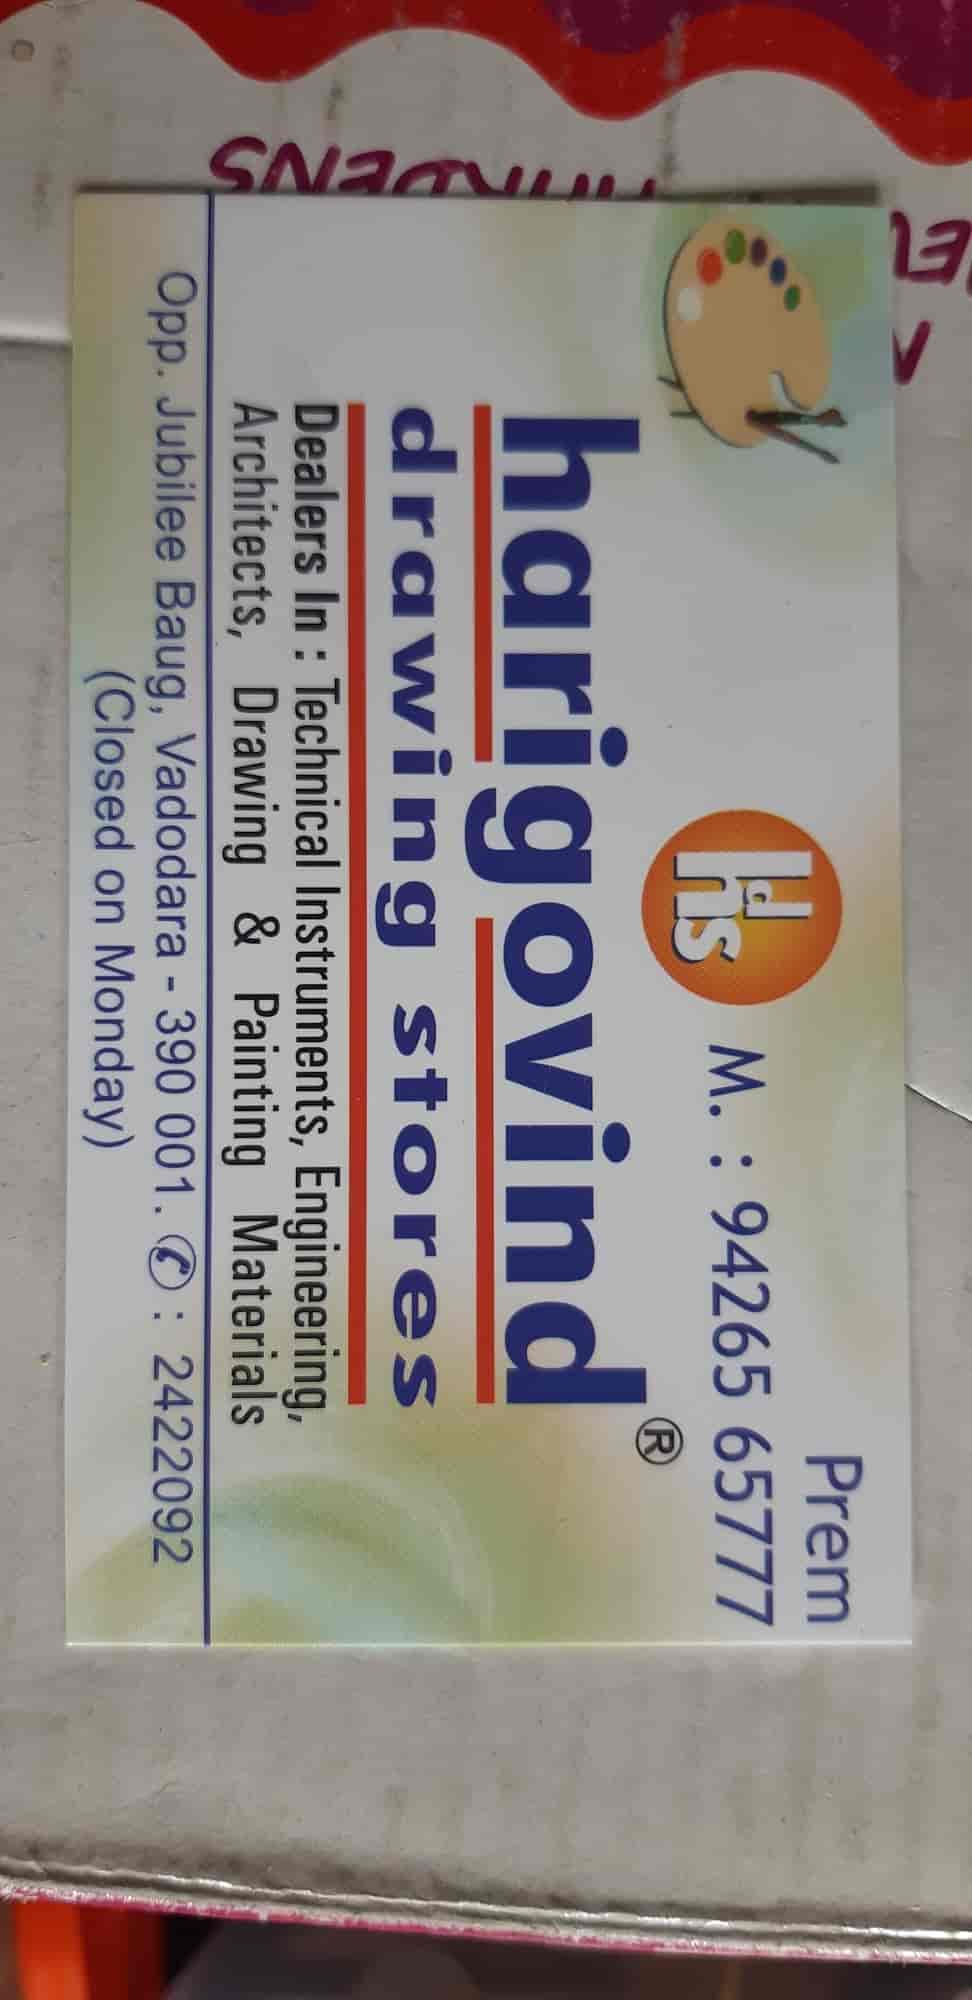 Prem
hds
M. : 94265 65777
harigovind®
drawing stores
Dealers In : Technical Instruments, Engineering,
Architects, Drawing & Painting Materials
Opp. Jubilee Baug, Vadodara - 390 001. ✆ : 2422092
(Closed on Monday)